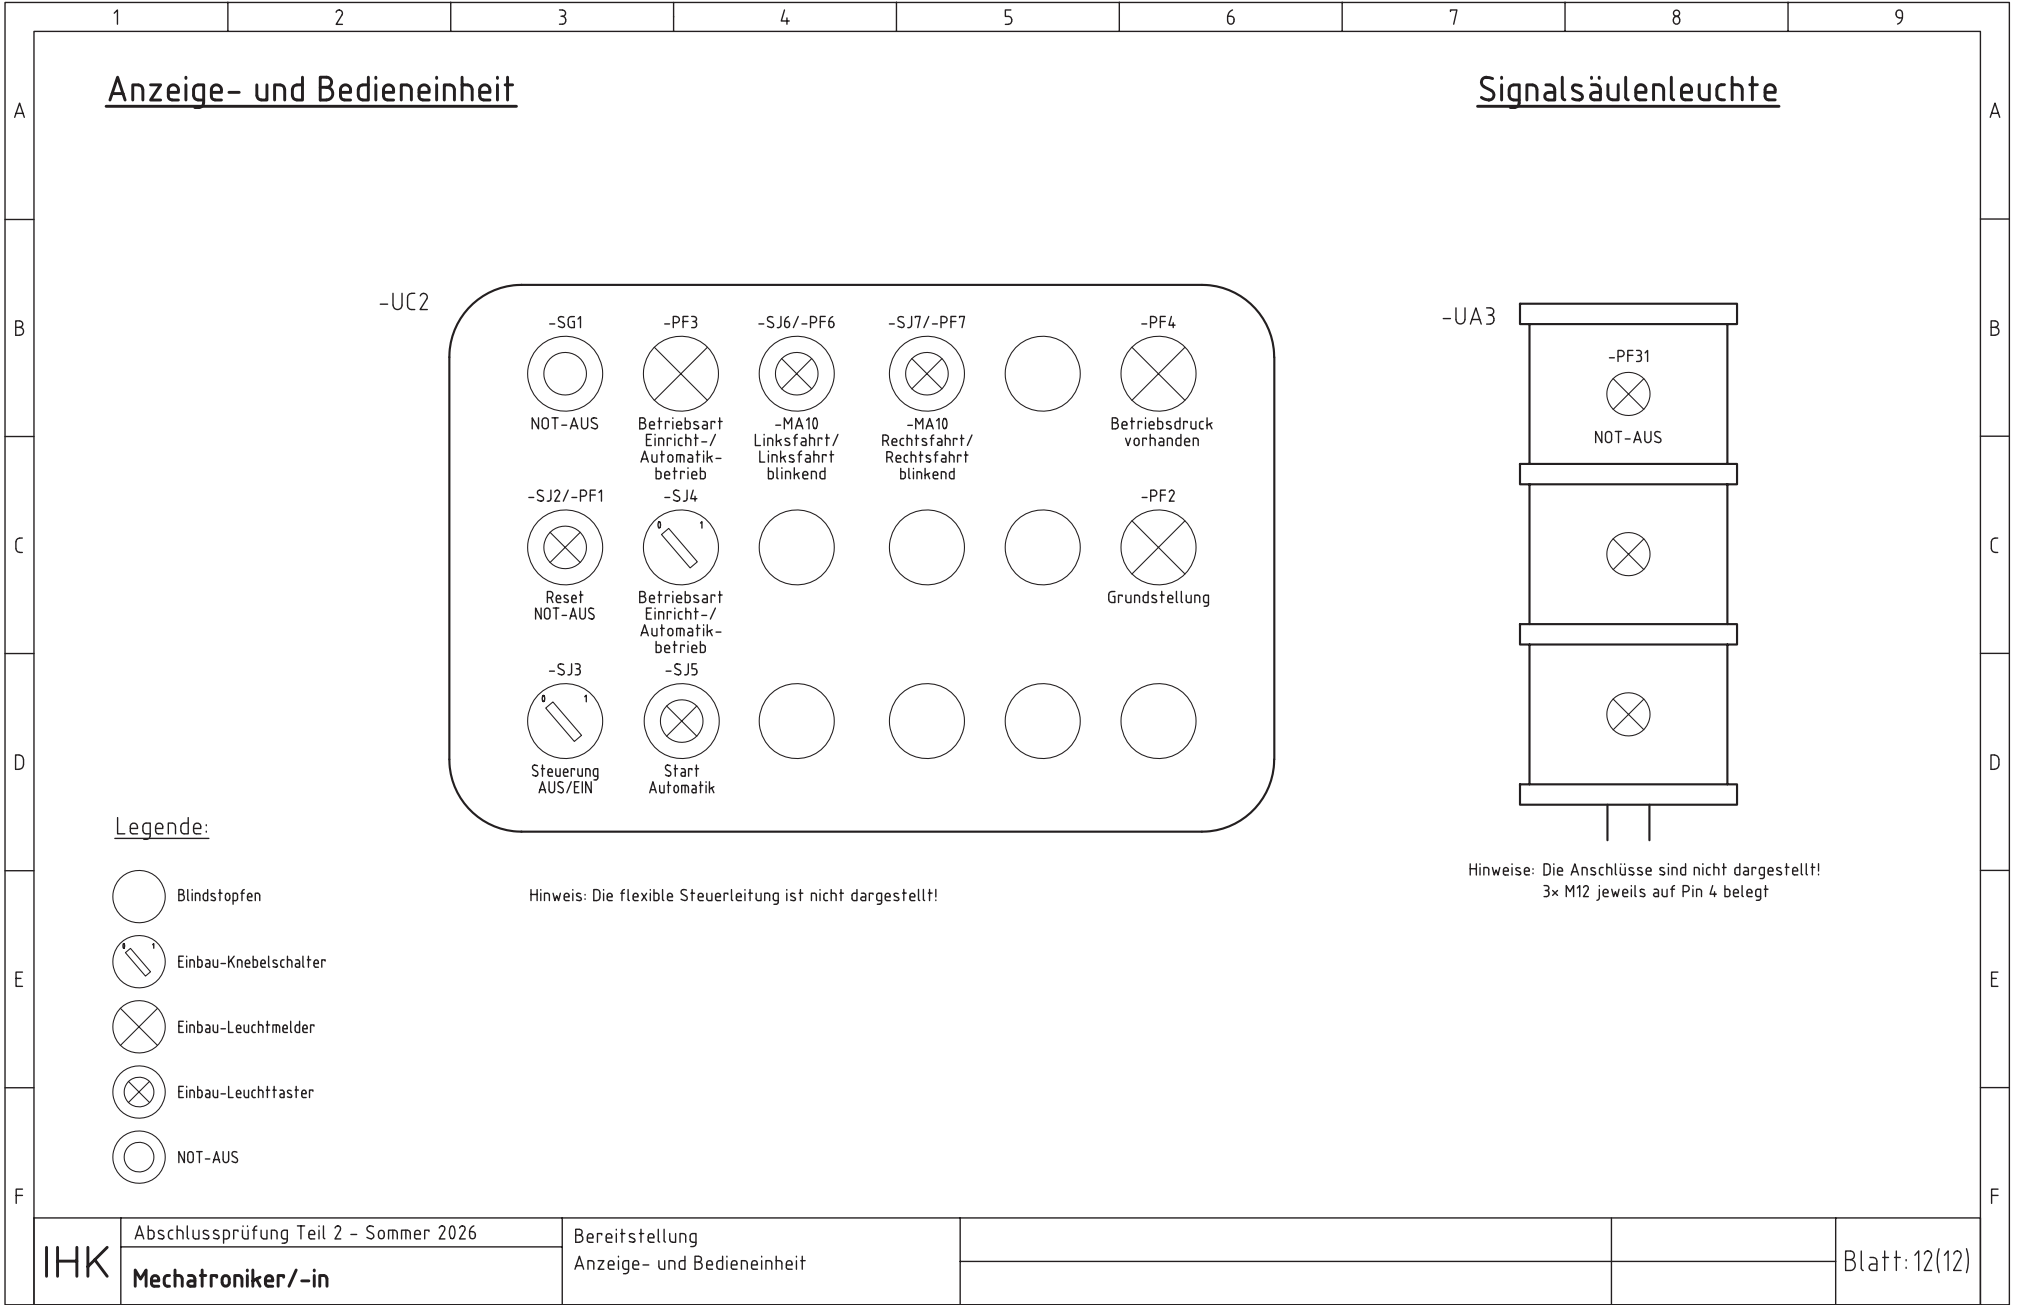 1 2 3 4 5 6 7 8 9
Anzeige- und Bedieneinheit
Signalsäulenleuchte
A A
B B
C C
D D
E E
F F
-UC2
-SG1
NOT-AUS
-PF3
Betriebsart
Einricht-/
Automatik-
betrieb
-SJ6/-PF6
-MA10
Linksfahrt/
Linksfahrt
blinkend
-SJ7/-PF7
-MA10
Rechtsfahrt/
Rechtsfahrt
blinkend
-PF4
Betriebsdruck
vorhanden
-SJ2/-PF1
Reset
NOT-AUS
-SJ4
0 1
Betriebsart
Einricht-/
Automatik-
betrieb
-PF2
Grundstellung
-SJ3
0 1
Steuerung
AUS/EIN
-SJ5
Start
Automatik
-UA3
-PF31
NOT-AUS
Hinweise: Die Anschlüsse sind nicht dargestellt!
3× M12 jeweils auf Pin 4 belegt
Hinweis: Die flexible Steuerleitung ist nicht dargestellt!
Legende:
Blindstopfen
0 1
Einbau-Knebelschalter
Einbau-Leuchtmelder
Einbau-Leuchttaster
NOT-AUS
IHK
Abschlussprüfung Teil 2 - Sommer 2026
Mechatroniker/-in
Bereitstellung
Anzeige- und Bedieneinheit
Blatt: 12(12)